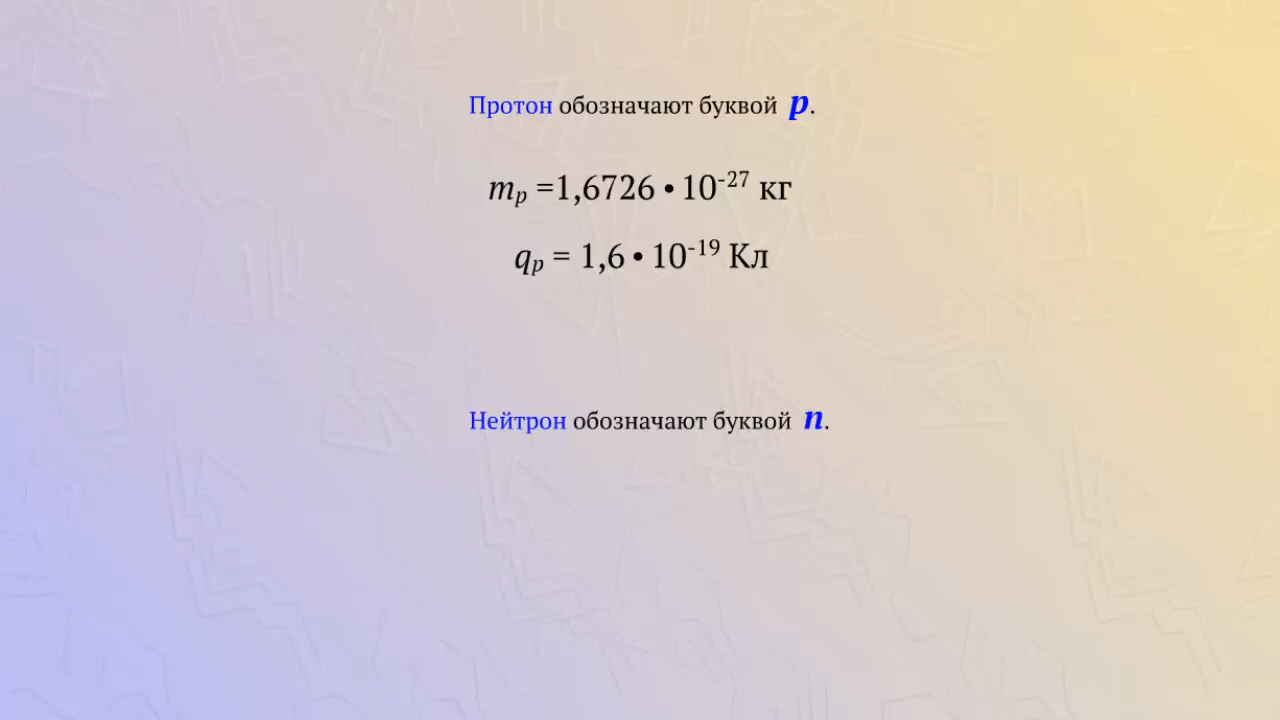 Протон обозначают буквой p.
mₚ =1,6726 • 10⁻²⁷ кг
qₚ = 1,6 • 10⁻¹⁹ Кл
Нейтрон обозначают буквой n.